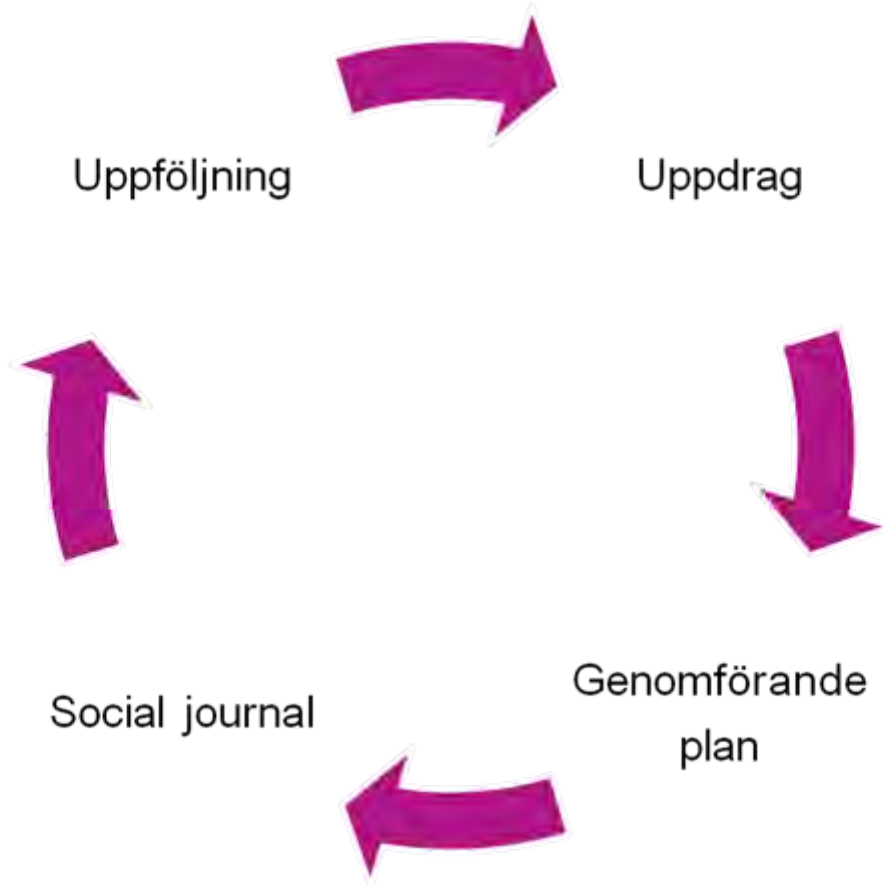 Uppföljning
Uppdrag
Genomförande
plan
Social journal